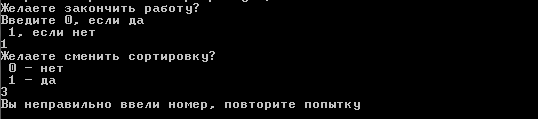 Желаете закончить работу?
Введите 0, если да
1, если нет
1
Желаете сменить сортировку?
0 - нет
1 - да
3
Вы неправильно ввели номер, повторите попытку